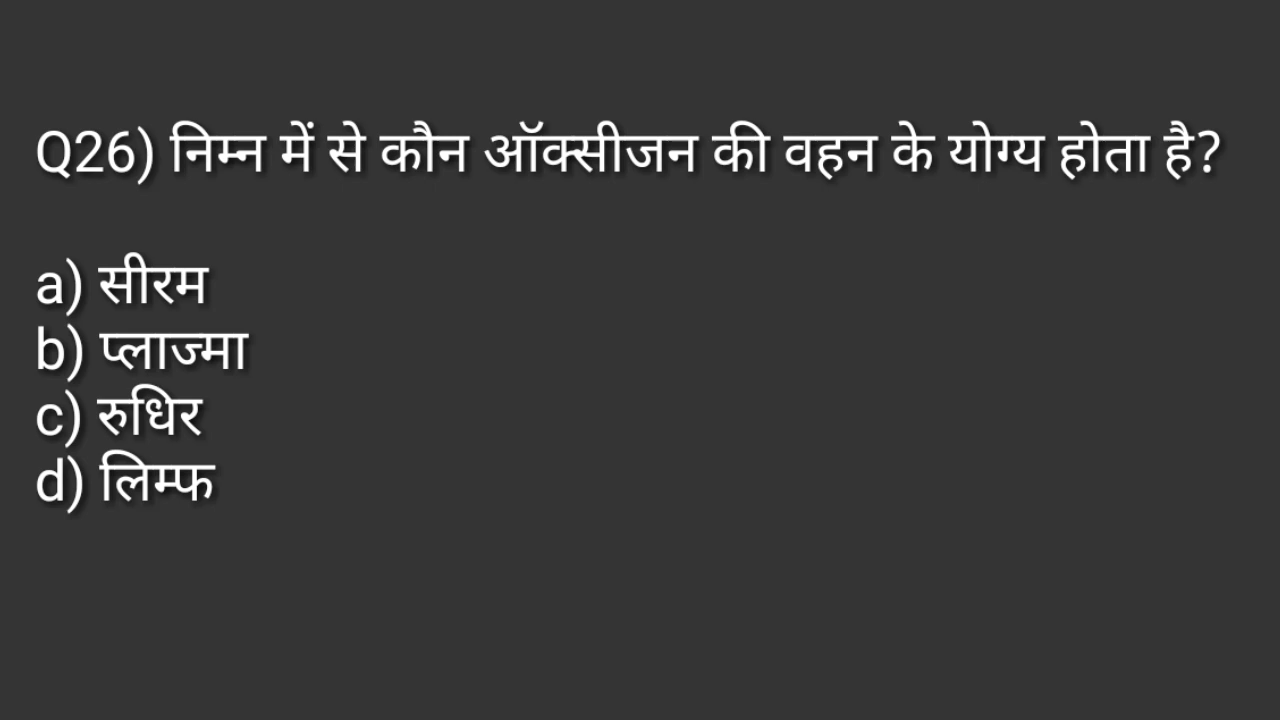 Q26) निम्न में से कौन ऑक्सीजन की वहन के योग्य होता है?
a) सीरम
b) प्लाज्मा
c) रुधिर
d) लिम्फ